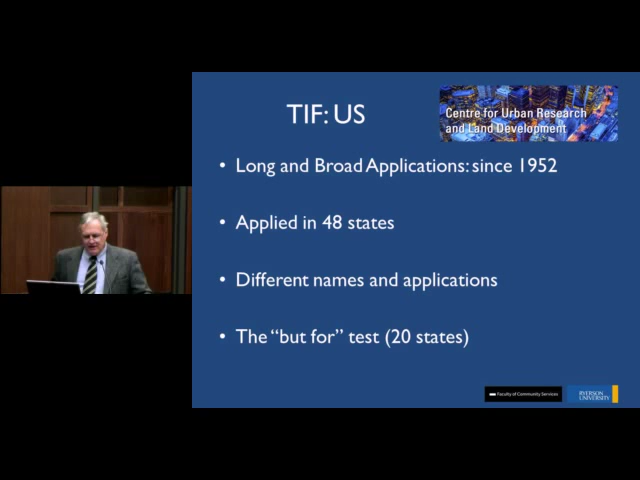 TIF: US
Centre for Urban Research
and Land Development
• Long and Broad Applications: since 1952
• Applied in 48 states
• Different names and applications
• The “but for” test (20 states)
Faculty of Community Services
RYERSON
UNIVERSITY